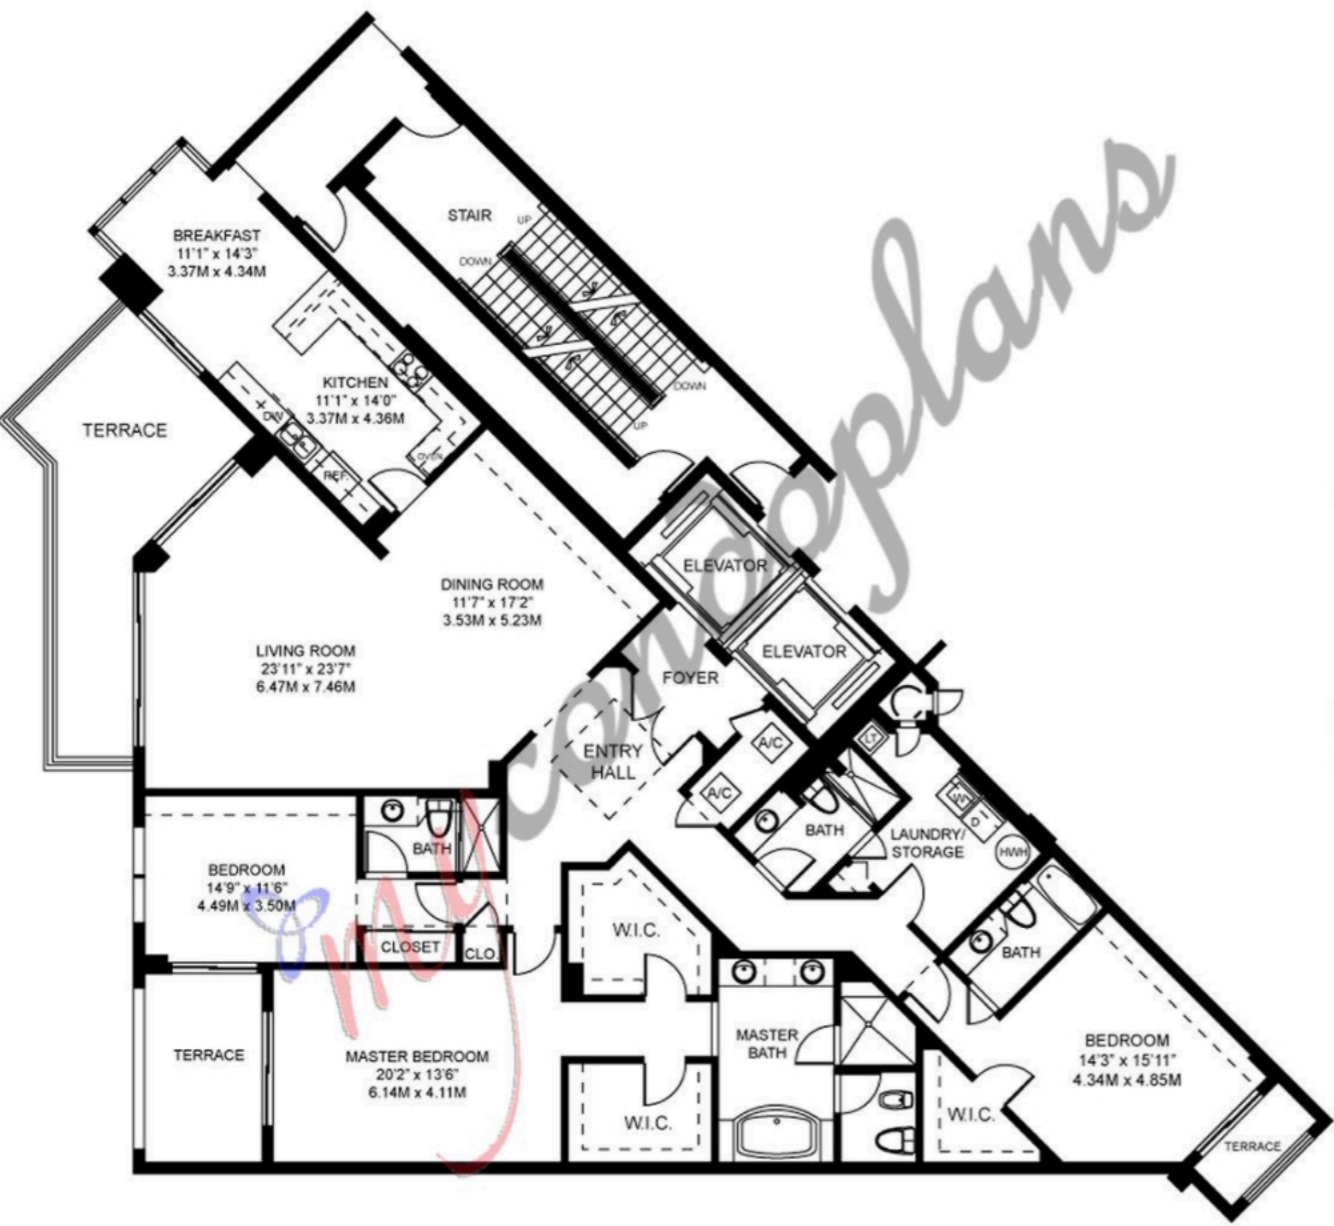 STAIR
UP
DOWN
BREAKFAST
11'1" x 14'3"
3.37M x 4.34M
KITCHEN
11'1" x 14'0"
3.37M x 4.36M
DW
REF.
OVEN
DOWN
UP
TERRACE
DINING ROOM
11'7" x 17'2"
3.53M x 5.23M
LIVING ROOM
23'11" x 23'7"
6.47M x 7.46M
ELEVATOR
ELEVATOR
FOYER
ENTRY
HALL
A/C
A/C
LT
BATH
W
D
LAUNDRY/
STORAGE
HWH
BATH
BEDROOM
14'9" x 11'6"
4.49M x 3.50M
CLOSET
CLO
W.I.C.
BATH
MASTER
BATH
BEDROOM
14'3" x 15'11"
4.34M x 4.85M
TERRACE
MASTER BEDROOM
20'2" x 13'6"
6.14M x 4.11M
W.I.C.
W.I.C.
TERRACE
mycondoplans